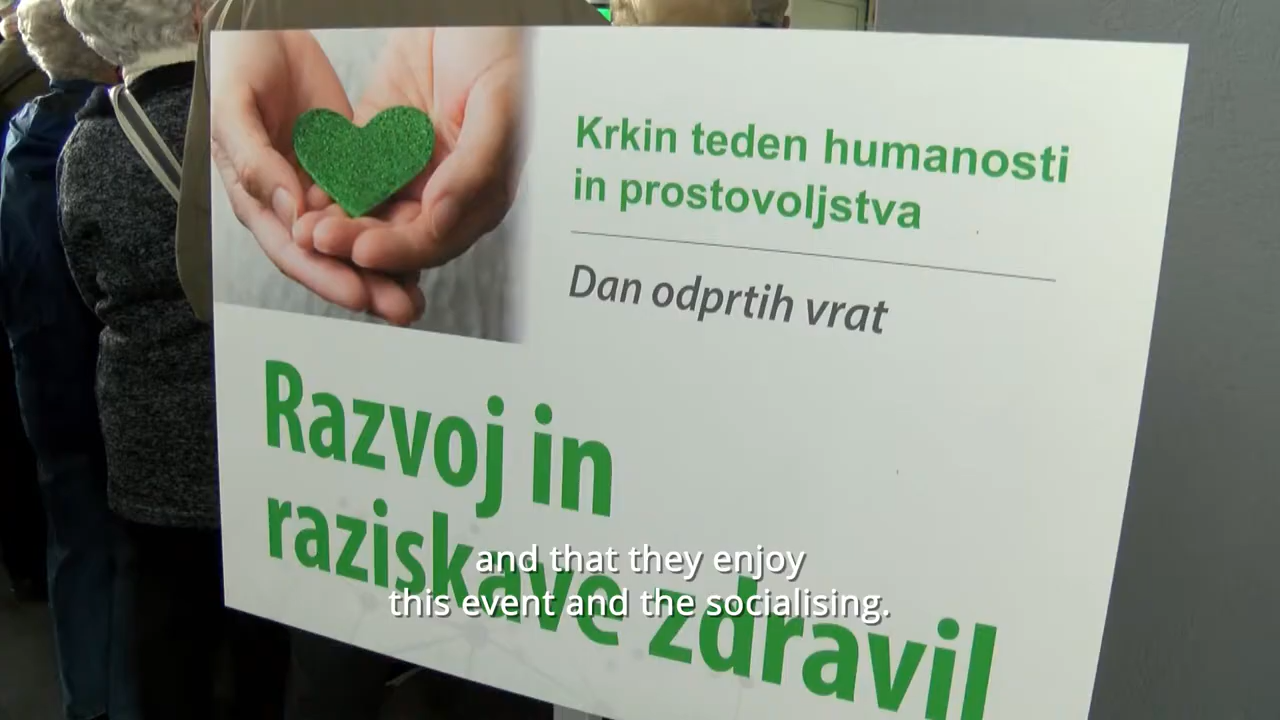 Krkin teden humanosti
in prostovoljstva
Dan odprtih vrat
Razvoj in
raziskave zdravil
and that they enjoy
this event and the socialising.